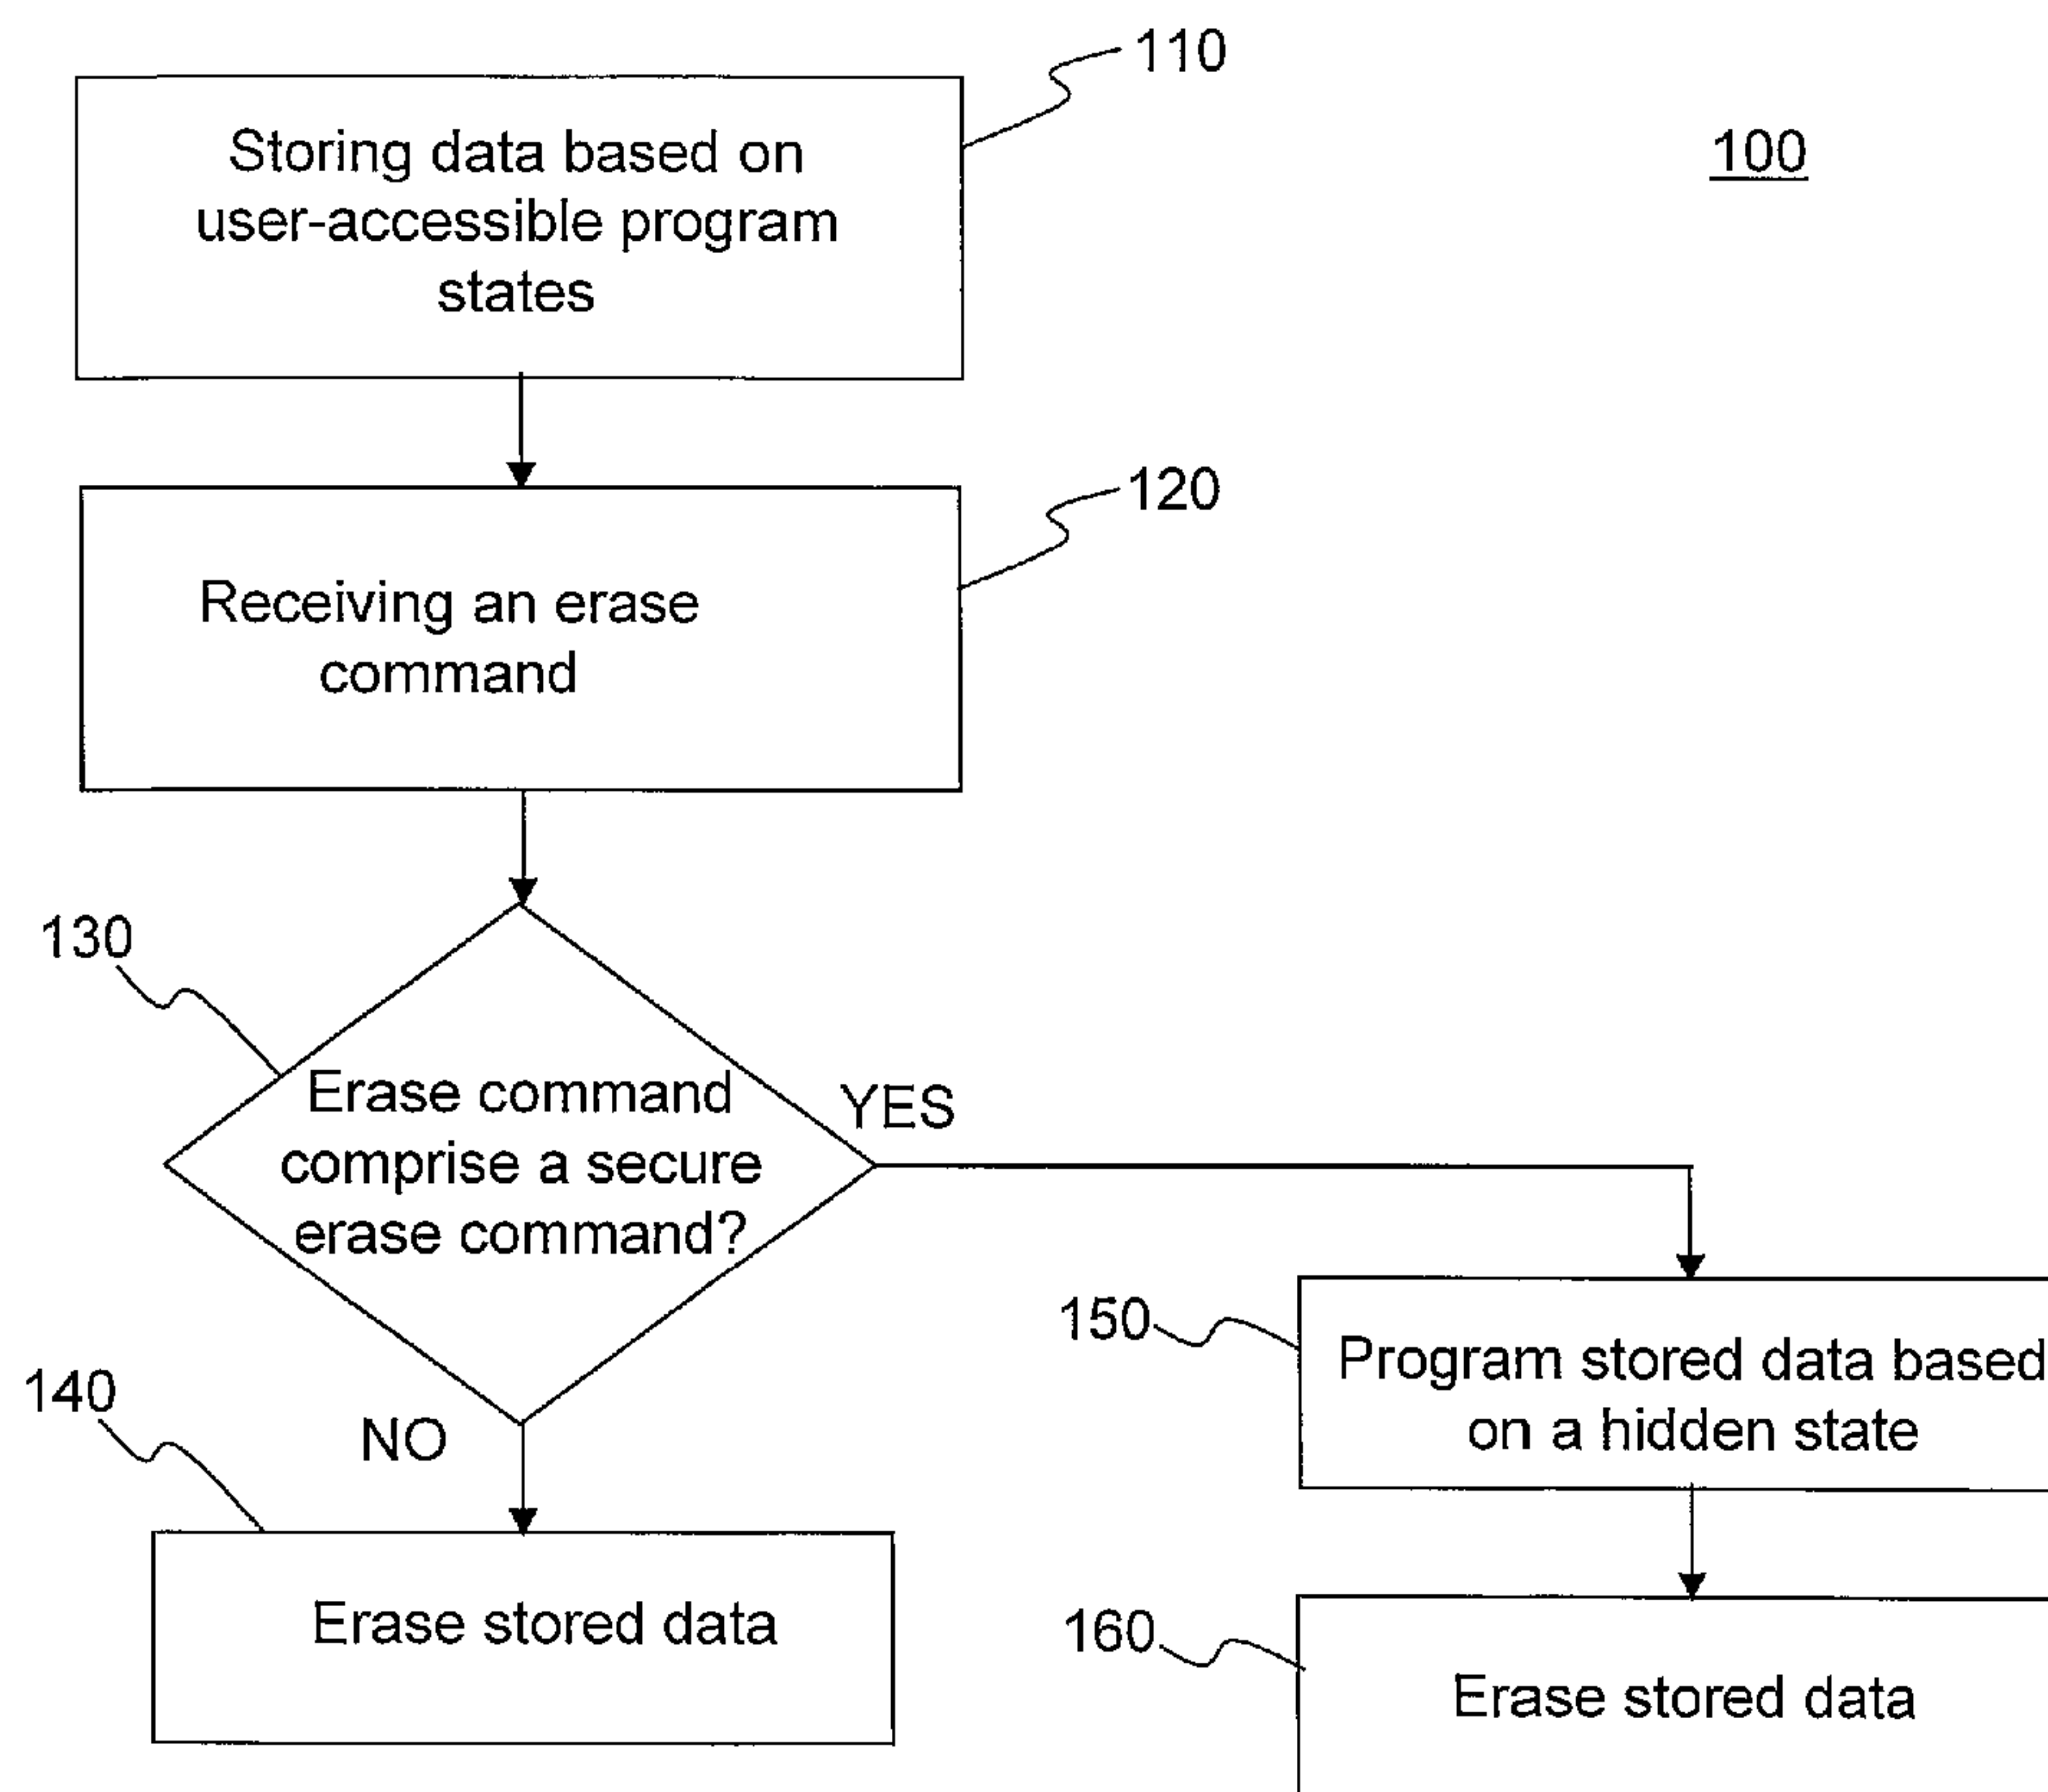 110
Storing data based on
user-accessible program
states
100
120
Receiving an erase
command
130
Erase command
comprise a secure
erase command?
YES
150
Program stored data based
on a hidden state
140
NO
Erase stored data
160
Erase stored data